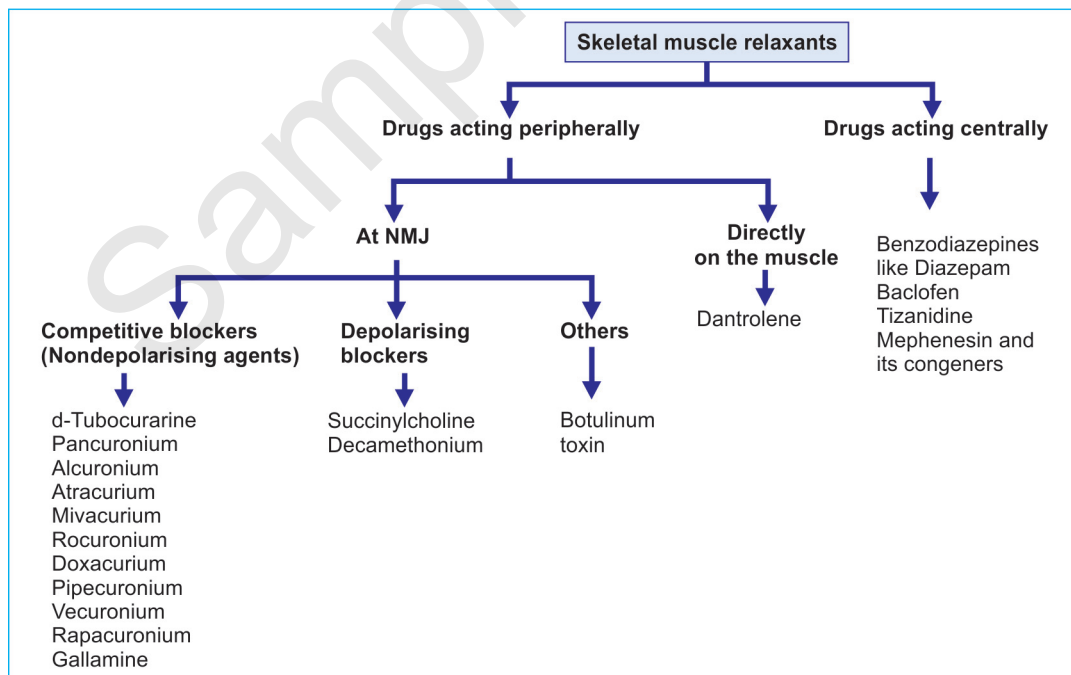 Skeletal muscle relaxants
Drugs acting peripherally
Drugs acting centrally
At NMJ
Directly
on the muscle
Benzodiazepines
like Diazepam
Baclofen
Tizanidine
Mephenesin and
its congeners
Dantrolene
Competitive blockers
(Nondepolarising agents)
Depolarising
blockers
Others
d-Tubocurarine
Pancuronium
Alcuronium
Atracurium
Mivacurium
Rocuronium
Doxacurium
Pipecuronium
Vecuronium
Rapacuronium
Gallamine
Succinylcholine
Decamethonium
Botulinum
toxin
Samp